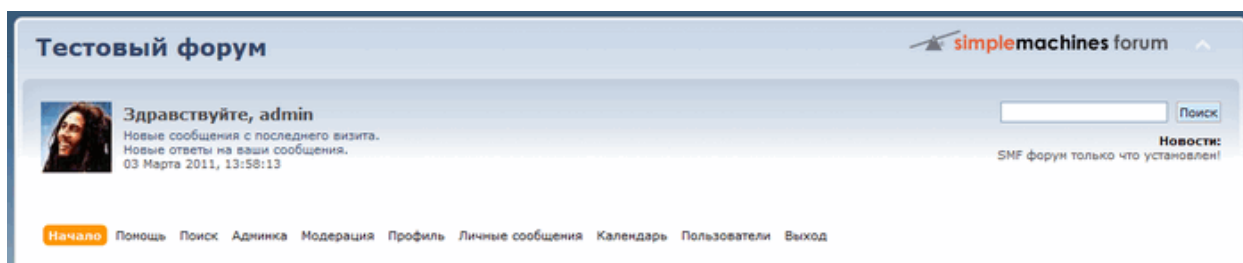 Тестовый форум
simplemachines forum
Здравствуйте, admin
Новые сообщения с последнего визита.
Новые ответы на ваши сообщения.
03 Марта 2011, 13:58:13
Поиск
Новости:
SMF форум только что установлен!
Начало Помощь Поиск Админка Модерация Профиль Личные сообщения Календарь Пользователи Выход